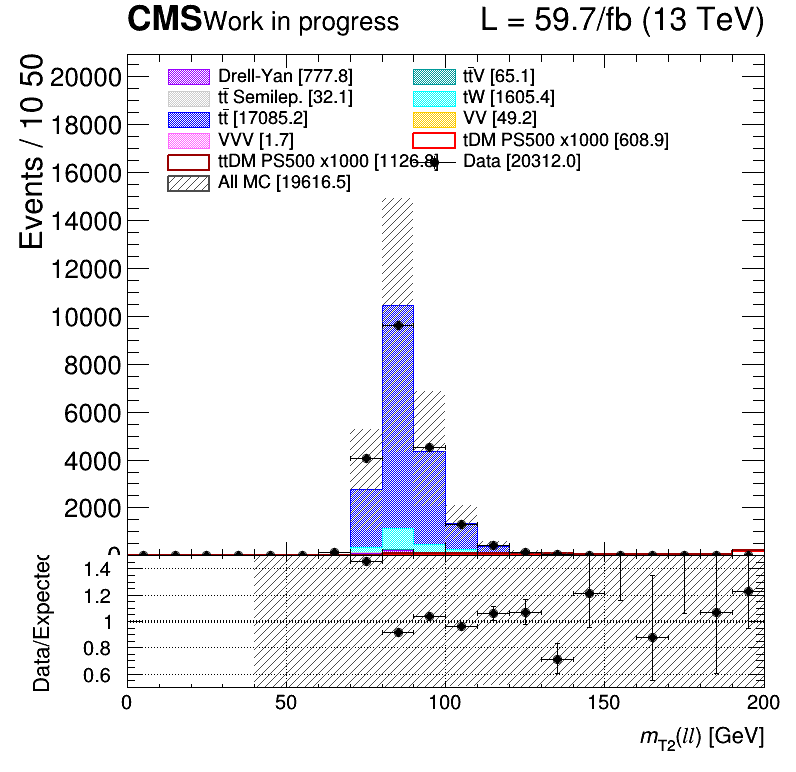 CMS Work in progress L = 59.7/fb (13 TeV)
Events / 10 50
20000
18000
16000
14000
12000
10000
8000
6000
4000
2000
0
Drell-Yan [777.8]
tt̄V [65.1]
tt̄ Semilep. [32.1]
tW [1605.4]
tt̄ [17085.2]
VV [49.2]
VVV [1.7]
tDM PS500 x1000 [608.9]
ttDM PS500 x1000 [1126.8]
Data [20312.0]
All MC [19616.5]
Data/Expected
1.4
1.2
1
0.8
0.6
0 50 100 150 200
m_T2(ll) [GeV]